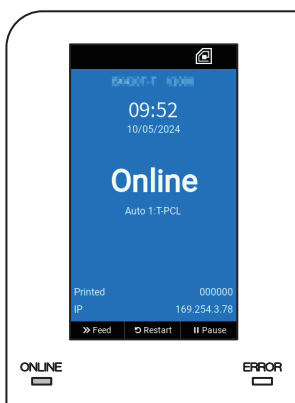 09:52
10/05/2024
Online
Auto 1:T-PCL
Printed 000000
IP 169.254.3.78
Feed Restart Pause
ONLINE ERROR